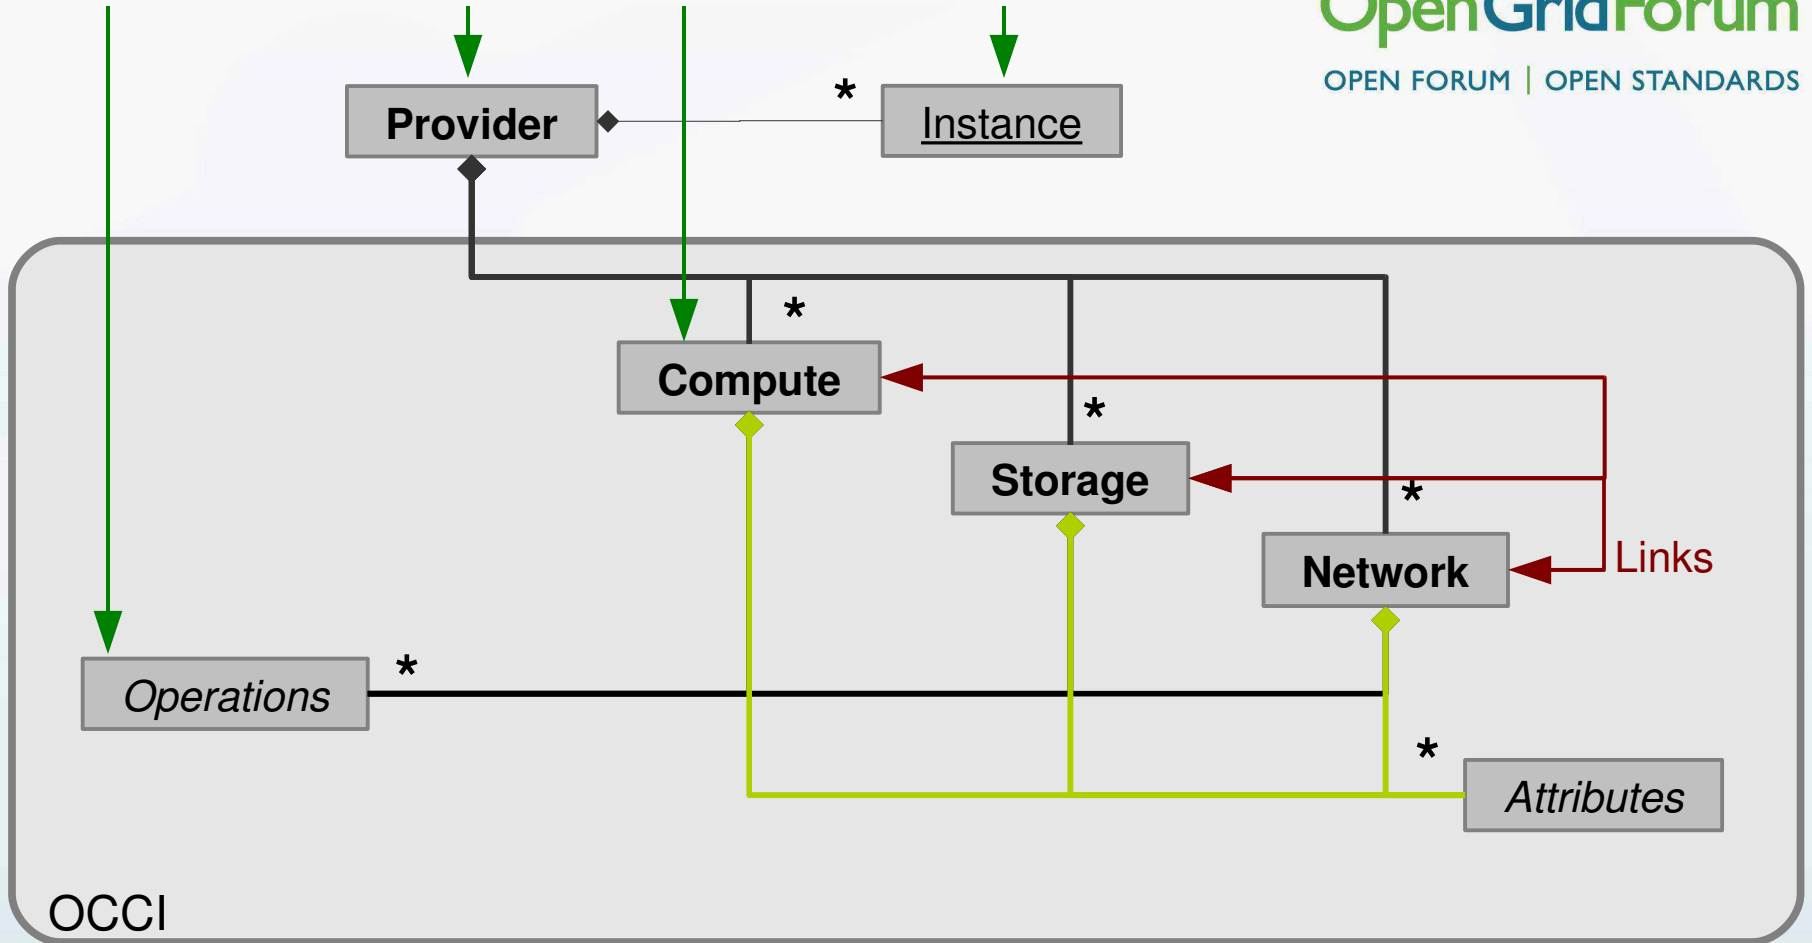 OpenGridForum
OPEN FORUM | OPEN STANDARDS
Provider
*
Instance
*
Compute
*
Storage
*
Network
Links
*
Operations
*
Attributes
OCCI